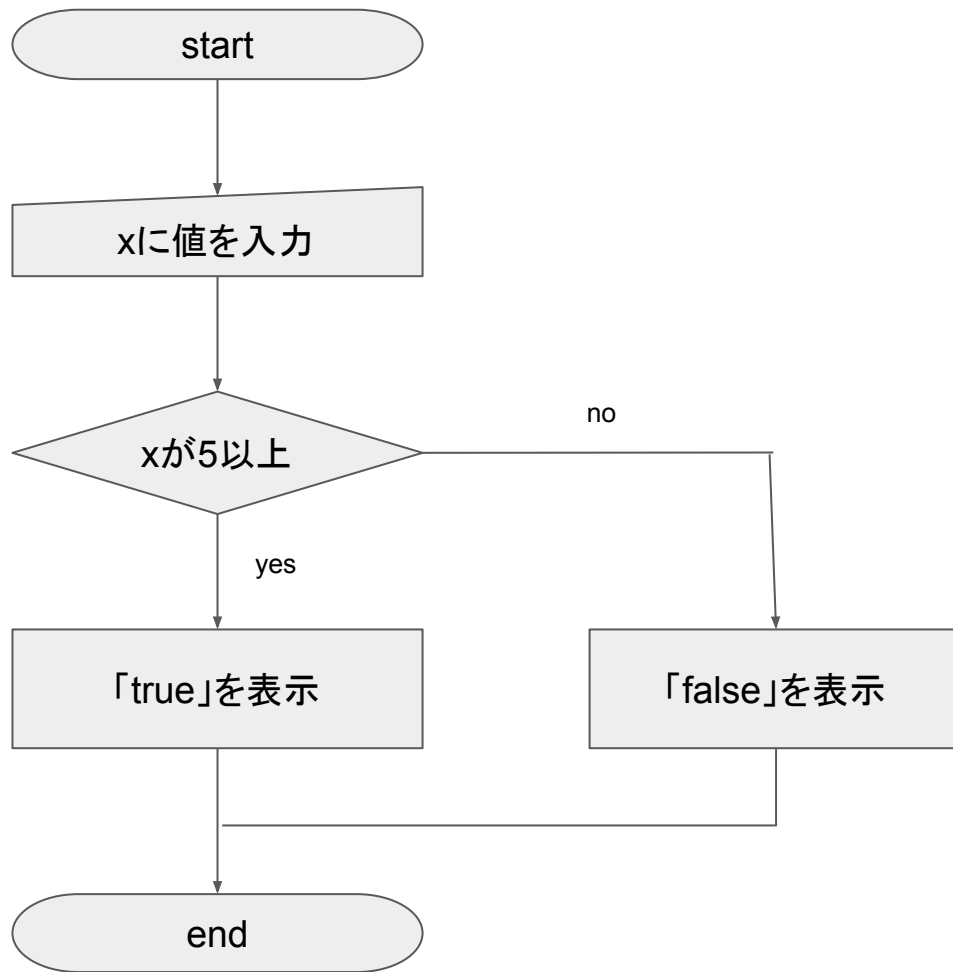 start
xに値を入力
xが5以上
no
yes
「true」を表示
「false」を表示
end